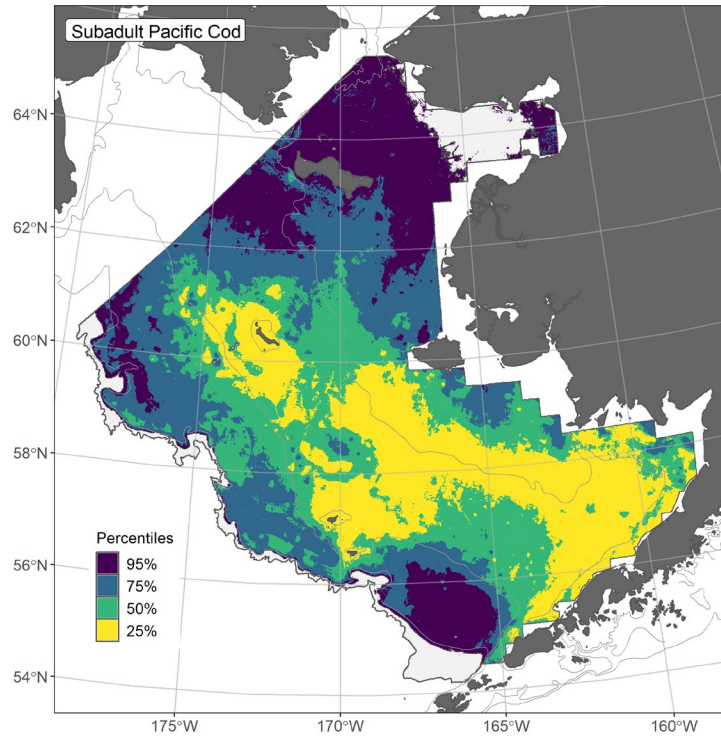 Subadult Pacific Cod
64°N
62°N
60°N
58°N
56°N
54°N
Percentiles
95%
75%
50%
25%
175°W
170°W
165°W
160°W